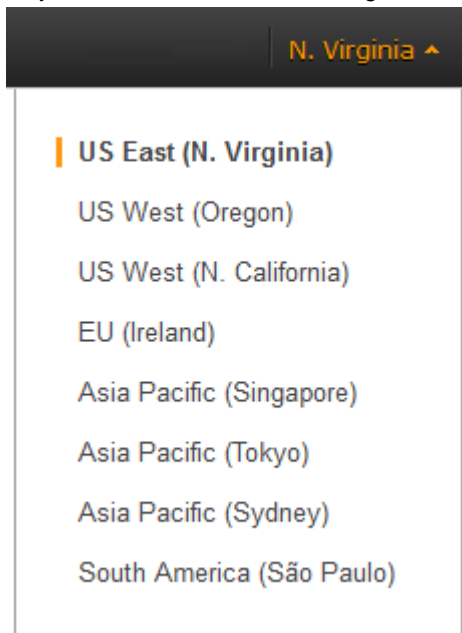 N. Virginia
US East (N. Virginia)
US West (Oregon)
US West (N. California)
EU (Ireland)
Asia Pacific (Singapore)
Asia Pacific (Tokyo)
Asia Pacific (Sydney)
South America (São Paulo)